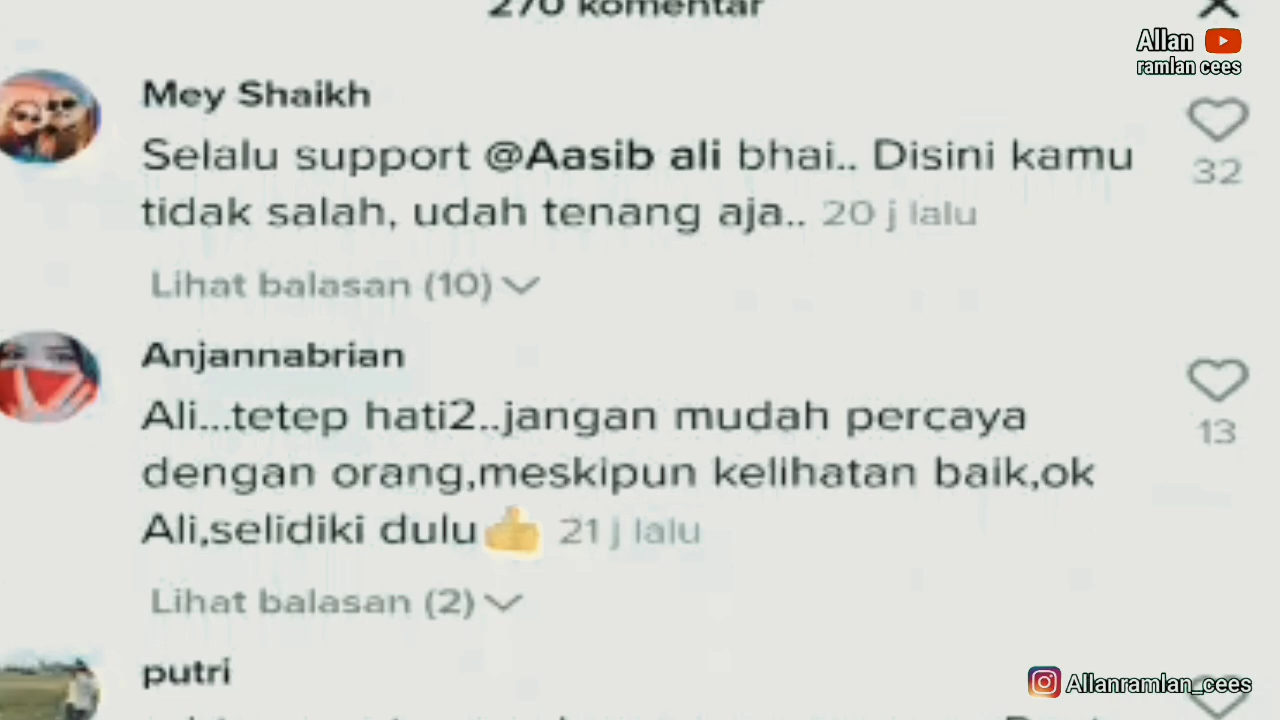 270 komentar
Allan
ramlan cees
Mey Shaikh
Selalu support @Aasib ali bhai.. Disini kamu
tidak salah, udah tenang aja.. 20 j lalu
32
Lihat balasan (10)
Anjannabrian
Ali...tetep hati2..jangan mudah percaya
dengan orang,meskipun kelihatan baik,ok
Ali,selidiki dulu👍 21 j lalu
13
Lihat balasan (2)
putri
Allanramlan_cees